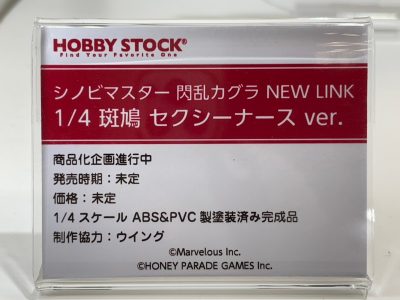 HOBBY STOCK®
Find Your Favorite One
シノビマスター 閃乱カグラ NEW LINK
1/4 斑鳩 セクシーナース ver.
商品化企画進行中
発売時期：未定
価格：未定
1/4 スケール ABS&PVC 製塗装済み完成品
制作協力：ウイング
©Marvelous Inc.
©HONEY PARADE GAMES Inc.